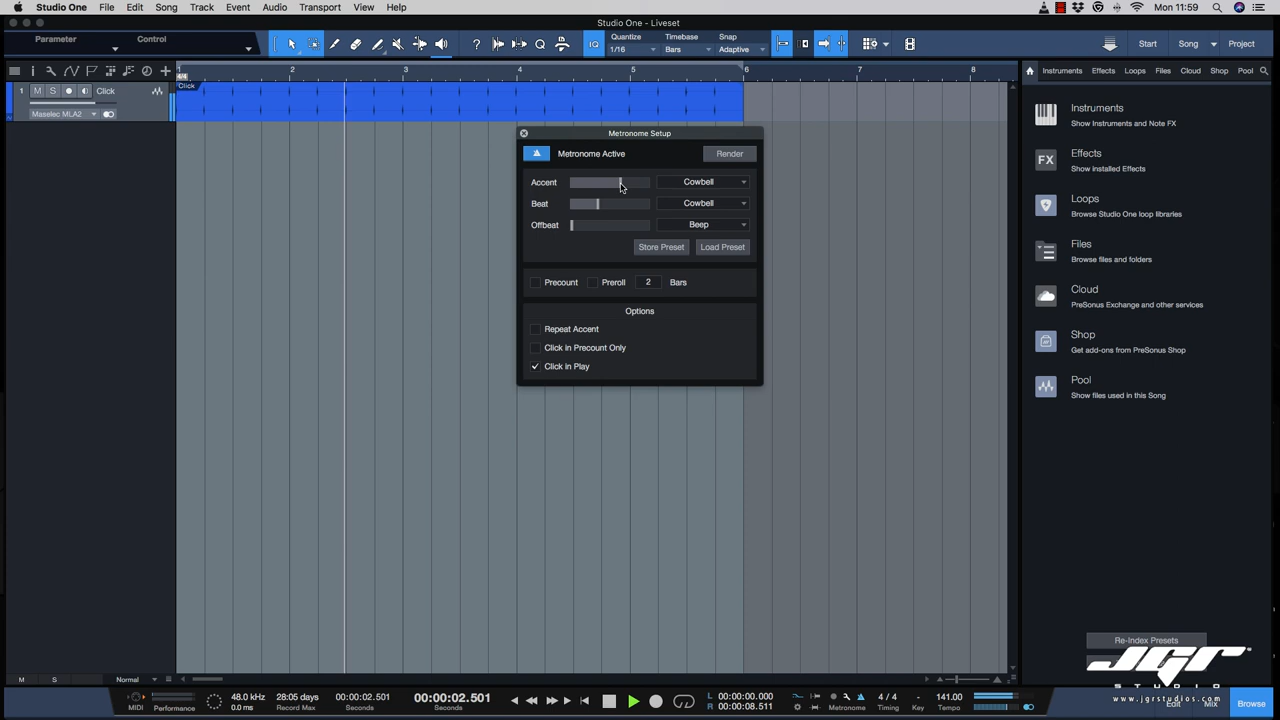 Studio One File Edit Song Track Event Audio Transport View Help Mon 11:59
Studio One - Liveset
Parameter Control
Quantize Timebase Snap
IQ 1/16 Bars Adaptive
Start Song Project
1 2 3 4 5 6 7 8
4/4
Instruments Effects Loops Files Cloud Shop Pool
1 M S Click
Maselec MLA2
Click
Metronome Setup
Metronome Active Render
Accent Cowbell
Beat Cowbell
Offbeat Beep
Store Preset Load Preset
Precount Preroll 2 Bars
Options
Repeat Accent
Click in Precount Only
Click in Play
Instruments
Show Instruments and Note FX
FX Effects
Show installed Effects
Loops
Browse Studio One loop libraries
Files
Browse files and folders
Cloud
PreSonus Exchange and other services
Shop
Get add-ons from PreSonus Shop
Pool
Show files used in this Song
Re-Index Presets
JGR
STUDIO
www.jgrstudios.com
M S Normal
MIDI Performance
48.0 kHz
0.0 ms
28:05 days
Record Max
00:00:02.501
Seconds
00:00:02.501
Seconds
L 00:00:00.000
R 00:00:08.511
Metronome
4 / 4
Timing
-
Key
141.00
Tempo
Edit Mix Browse